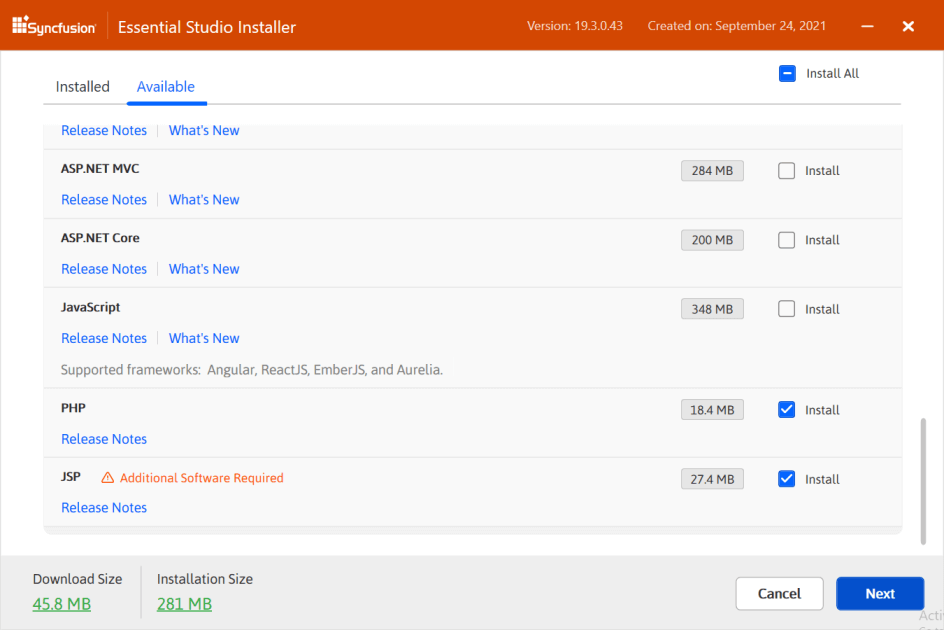 Syncfusion Essential Studio Installer Version: 19.3.0.43 Created on: September 24, 2021
Installed Available Install All
Release Notes What's New
ASP.NET MVC 284 MB Install
Release Notes What's New
ASP.NET Core 200 MB Install
Release Notes What's New
JavaScript 348 MB Install
Release Notes What's New
Supported frameworks: Angular, ReactJS, EmberJS, and Aurelia.
PHP 18.4 MB Install
Release Notes
JSP Additional Software Required 27.4 MB Install
Release Notes
Download Size Installation Size
45.8 MB 281 MB
Cancel Next
Acti